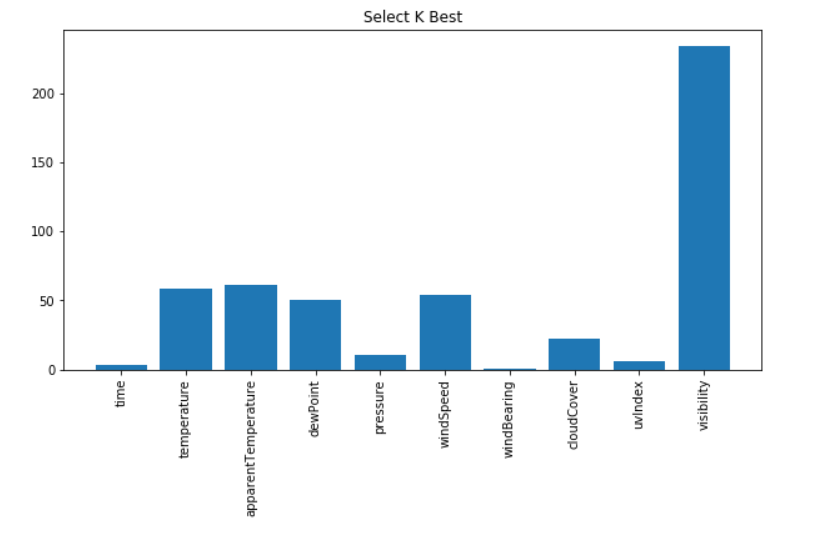 Select K Best
200
150
100
50
0
time
temperature
apparentTemperature
dewPoint
pressure
windSpeed
windBearing
cloudCover
uvIndex
visibility